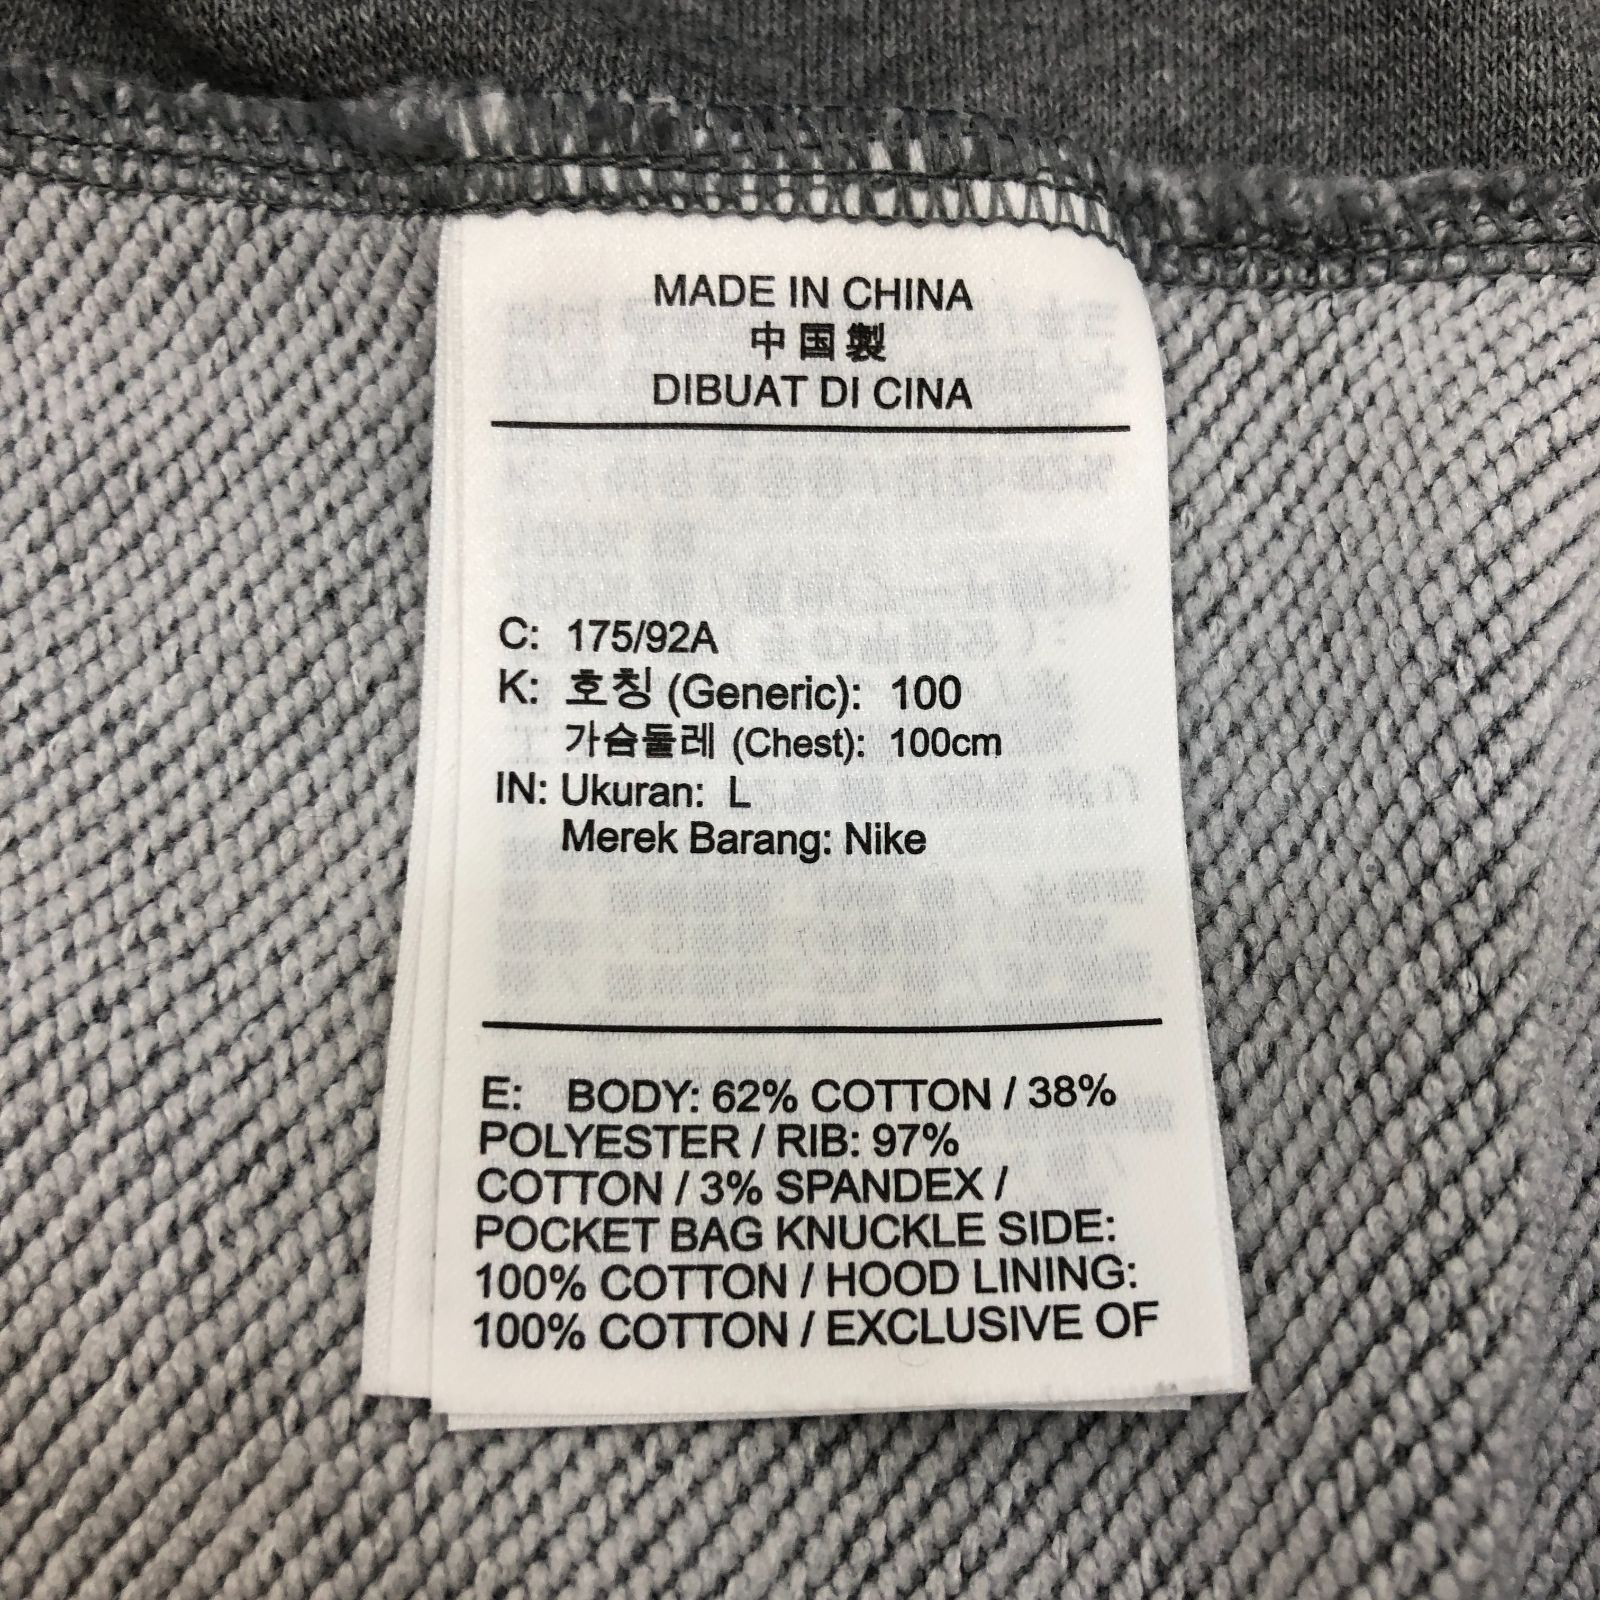 MADE IN CHINA
中国製
DIBUAT DI CINA
C: 175/92A
K: 호칭 (Generic): 100
가슴둘레 (Chest): 100cm
IN: Ukuran: L
Merek Barang: Nike
E: BODY: 62% COTTON / 38%
POLYESTER / RIB: 97%
COTTON / 3% SPANDEX /
POCKET BAG KNUCKLE SIDE:
100% COTTON / HOOD LINING:
100% COTTON / EXCLUSIVE OF